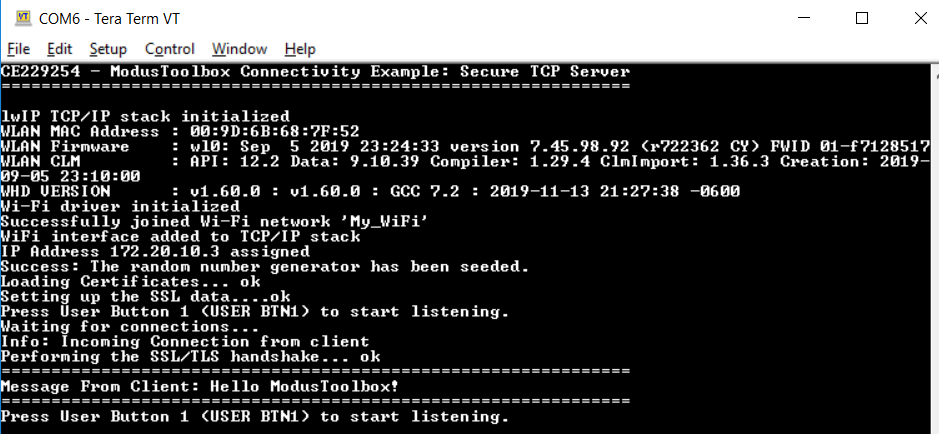 VT COM6 - Tera Term VT
File Edit Setup Control Window Help
CE229254 - ModusToolbox Connectivity Example: Secure TCP Server
===============================================================
lwIP TCP/IP stack initialized
WLAN MAC Address : 00:9D:6B:68:7F:52
WLAN Firmware    : wl0: Sep  5 2019 23:24:33 version 7.45.98.92 (r722362 CY) FWID 01-f7128517
WLAN CLM         : API: 12.2 Data: 9.10.39 Compiler: 1.29.4 ClmImport: 1.36.3 Creation: 2019-
09-05 23:10:00
WHD VERSION      : v1.60.0 : v1.60.0 : GCC 7.2 : 2019-11-13 21:27:38 -0600
Wi-Fi driver initialized
Successfully joined Wi-Fi network 'My_WiFi'
WiFi interface added to TCP/IP stack
IP Address 172.20.10.3 assigned
Success: The random number generator has been seeded.
Loading Certificates... ok
Setting up the SSL data....ok
Press User Button 1 (USER BTN1) to start listening.
Waiting for connections...
Info: Incoming Connection from client
Performing the SSL/TLS handshake... ok
===============================================================
Message From Client: Hello ModusToolbox!
===============================================================
Press User Button 1 (USER BTN1) to start listening.